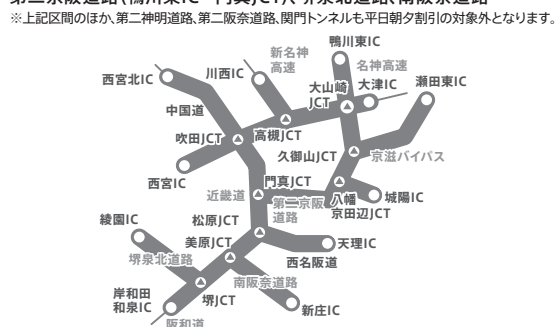 第二京阪道路(鴨川東IC~門真JCT)、堺泉北道路、南阪奈道路
※上記区間のほか、第二神明道路、第二阪奈道路、関門トンネルも平日朝夕割引の対象外となります。
鴨川東IC
新名神
高速
名神高速
西宮北IC
川西IC
大山崎
JCT
大津IC
瀬田東IC
中国道
吹田JCT
高槻JCT
久御山JCT
京滋バイパス
西宮IC
門真JCT
近畿道
第二京阪
道路
八幡
京田辺JCT
城陽IC
綾園IC
松原JCT
美原JCT
天理IC
堺泉北道路
西名阪道
南阪奈道路
岸和田
和泉IC
堺JCT
新庄IC
阪和道